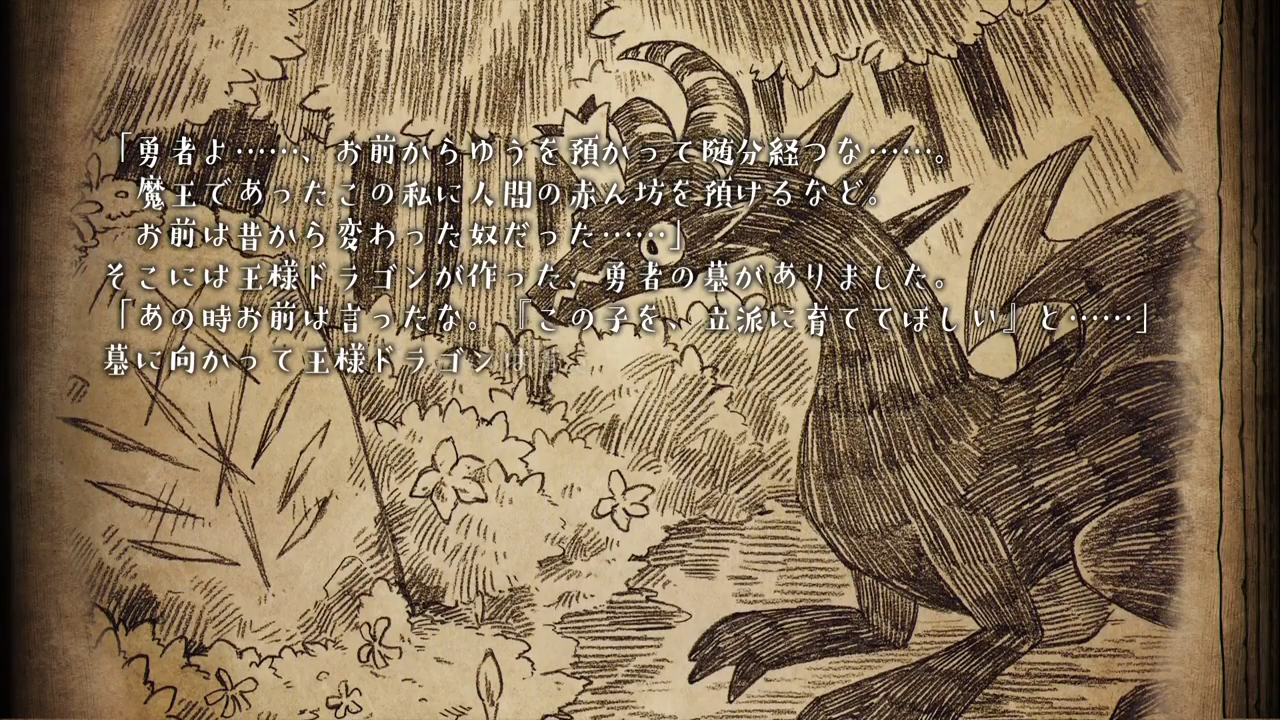 「勇者よ……、お前からゆうを預かって随分経つな……。
魔王であったこの私に人間の赤ん坊を預けるなど。
お前は昔から変わった奴だった……」
そこには王様ドラゴンが作った、勇者の墓がありました。
「あの時お前は言ったな。『この子を、立派に育ててほしい』と……」
墓に向かって王様ドラゴンは